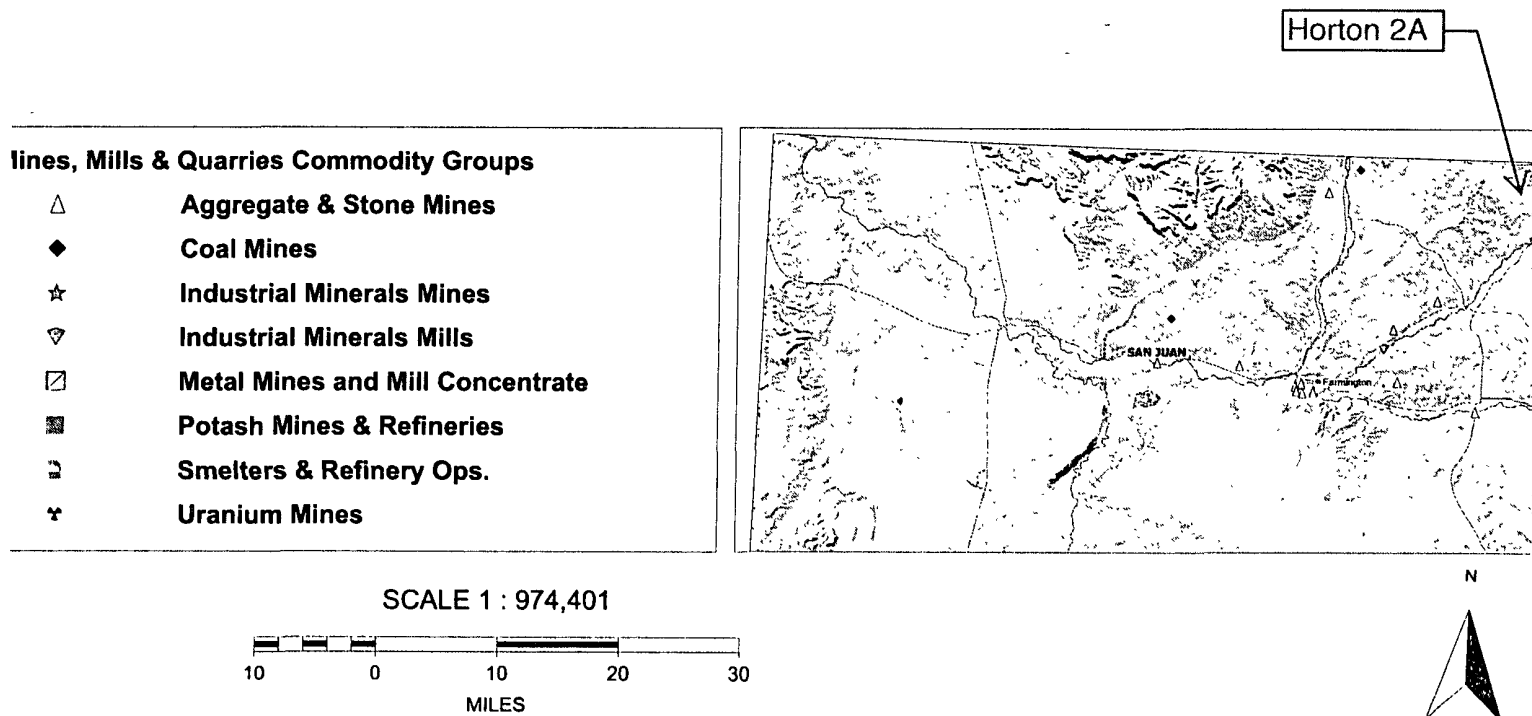 Horton 2A
lines, Mills & Quarries Commodity Groups
Aggregate & Stone Mines
Coal Mines
Industrial Minerals Mines
Industrial Minerals Mills
Metal Mines and Mill Concentrate
Potash Mines & Refineries
Smelters & Refinery Ops.
Uranium Mines
SAN JUAN
Farmington
SCALE 1 : 974,401
10 0 10 20 30
MILES
N